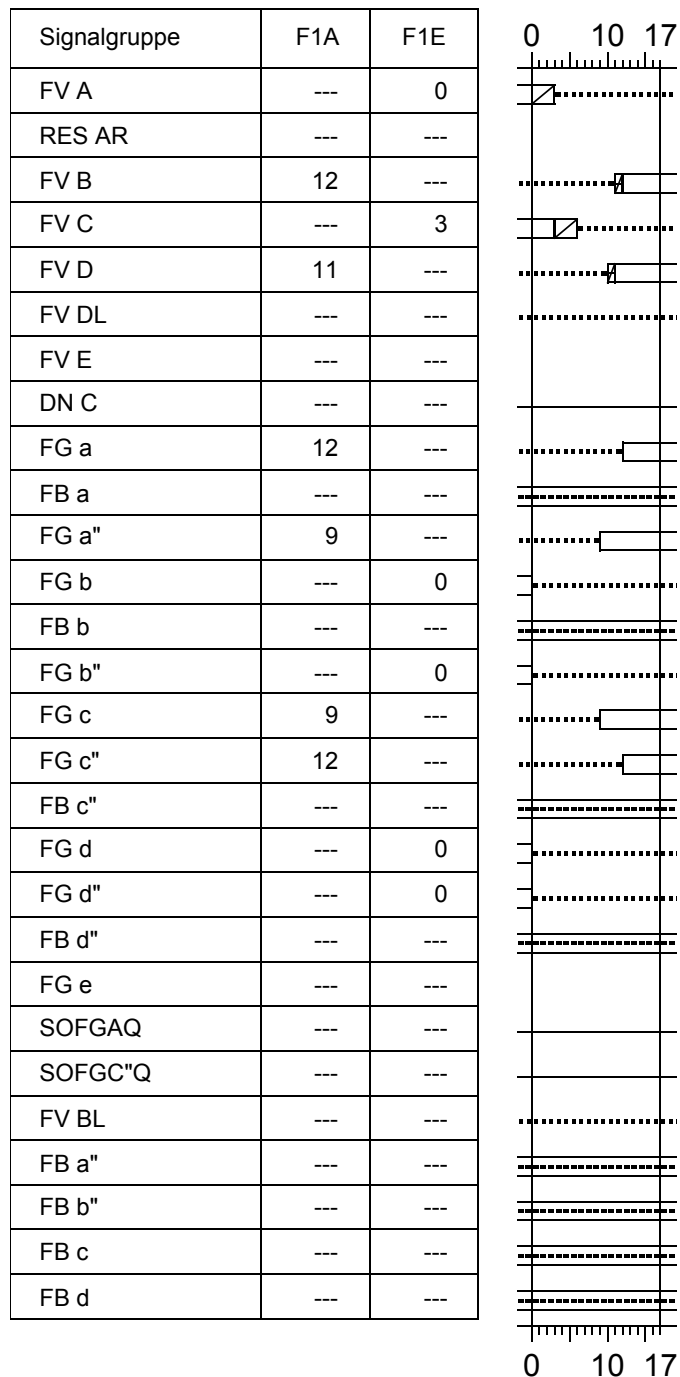 Signalgruppe F1A F1E 0 10 17
FV A --- 0
RES AR --- ---
FV B 12 ---
FV C --- 3
FV D 11 ---
FV DL --- ---
FV E --- ---
DN C --- ---
FG a 12 ---
FB a --- ---
FG a" 9 ---
FG b --- 0
FB b --- ---
FG b" --- 0
FG c 9 ---
FG c" 12 ---
FB c" --- ---
FG d --- 0
FG d" --- 0
FB d" --- ---
FG e --- ---
SOFGAQ --- ---
SOFGC"Q --- ---
FV BL --- ---
FB a" --- ---
FB b" --- ---
FB c --- ---
FB d --- ---
0 10 17